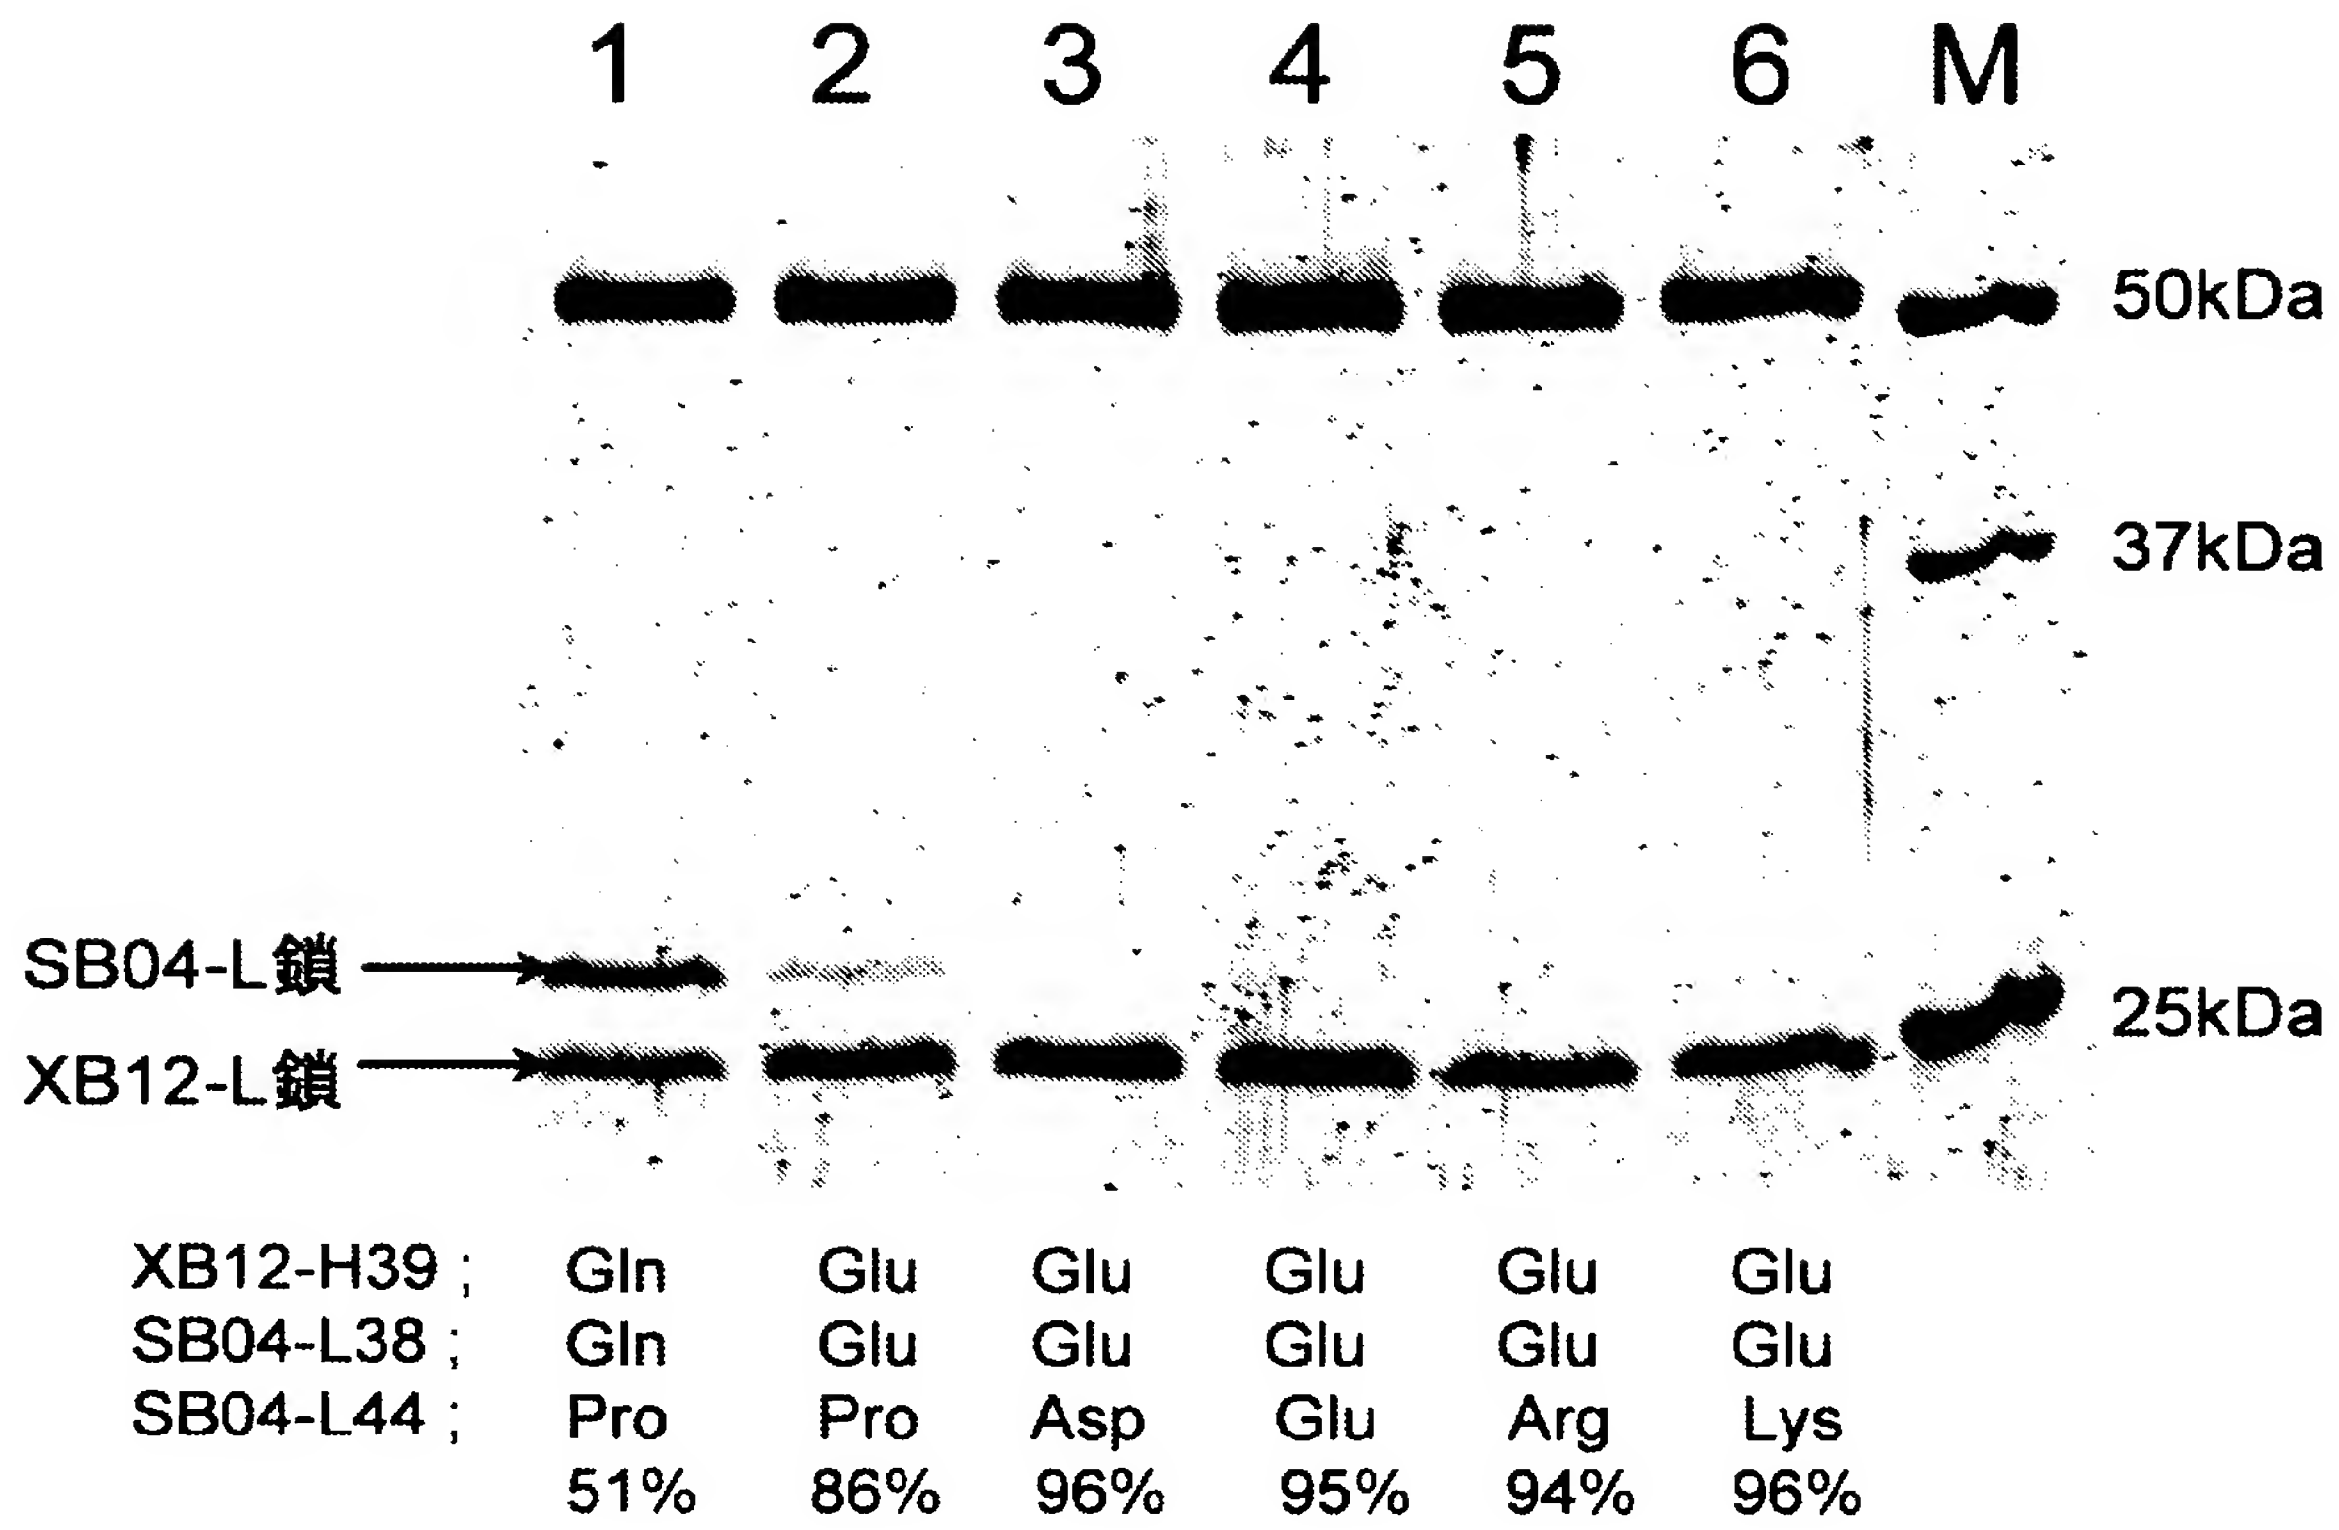 1 2 3 4 5 6 M
50kDa
37kDa
SB04-L鎖
25kDa
XB12-L鎖
XB12-H39 ; Gln Glu Glu Glu Glu Glu
SB04-L38 ; Gln Glu Glu Glu Glu Glu
SB04-L44 ; Pro Pro Asp Glu Arg Lys
51% 86% 96% 95% 94% 96%